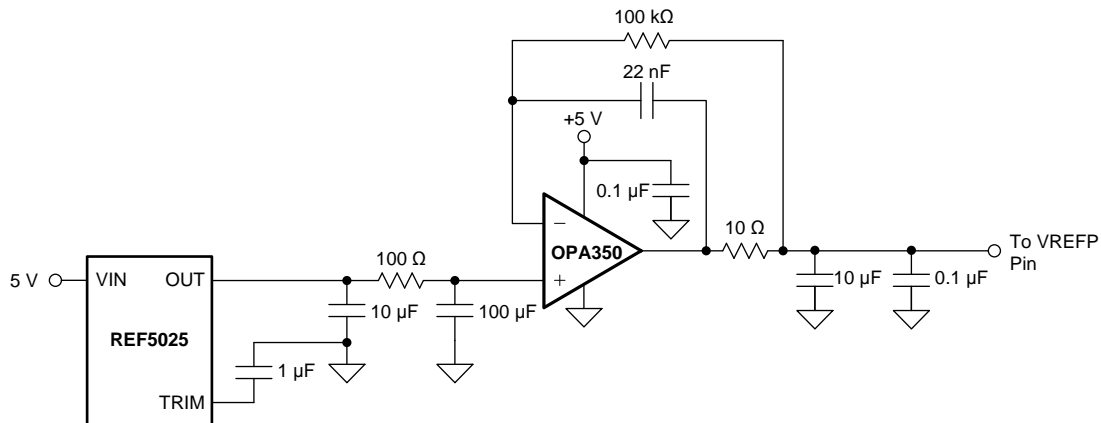 100 kΩ
22 nF
+5 V
0.1 µF
OPA350
10 Ω
To VREFP
Pin
10 µF
0.1 µF
100 Ω
5 V
VIN
OUT
10 µF
100 µF
REF5025
1 µF
TRIM